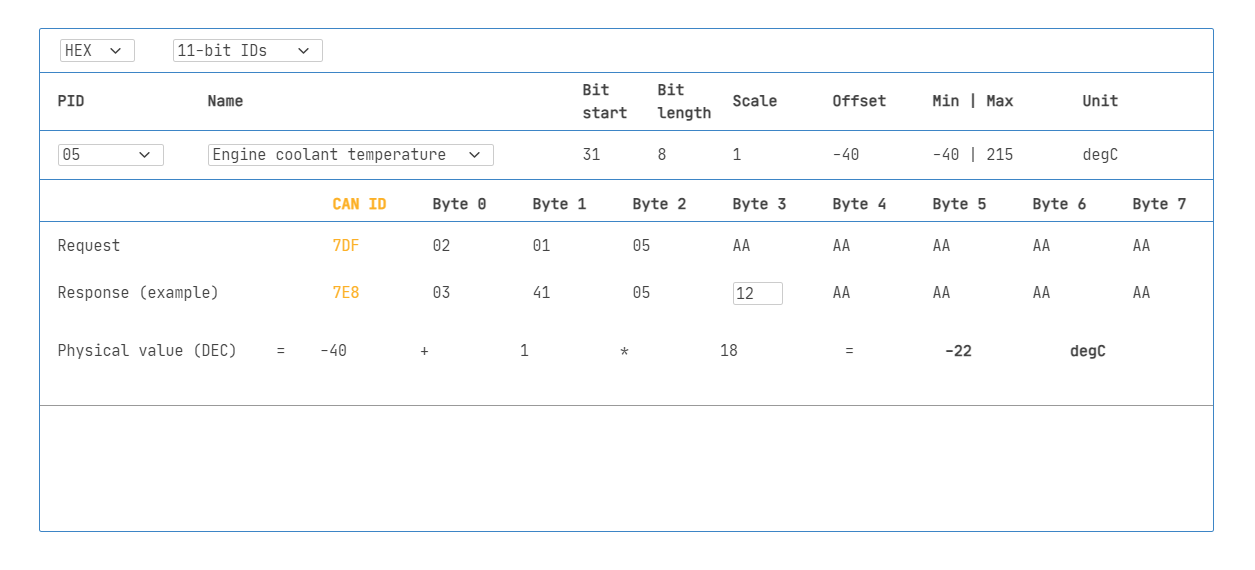 HEX 11-bit IDs
PID Name Bit start Bit length Scale Offset Min | Max Unit
05 Engine coolant temperature 31 8 1 -40 -40 | 215 degC
CAN ID Byte 0 Byte 1 Byte 2 Byte 3 Byte 4 Byte 5 Byte 6 Byte 7
Request 7DF 02 01 05 AA AA AA AA AA
Response (example) 7E8 03 41 05 12 AA AA AA AA
Physical value (DEC) = -40 + 1 * 18 = -22 degC